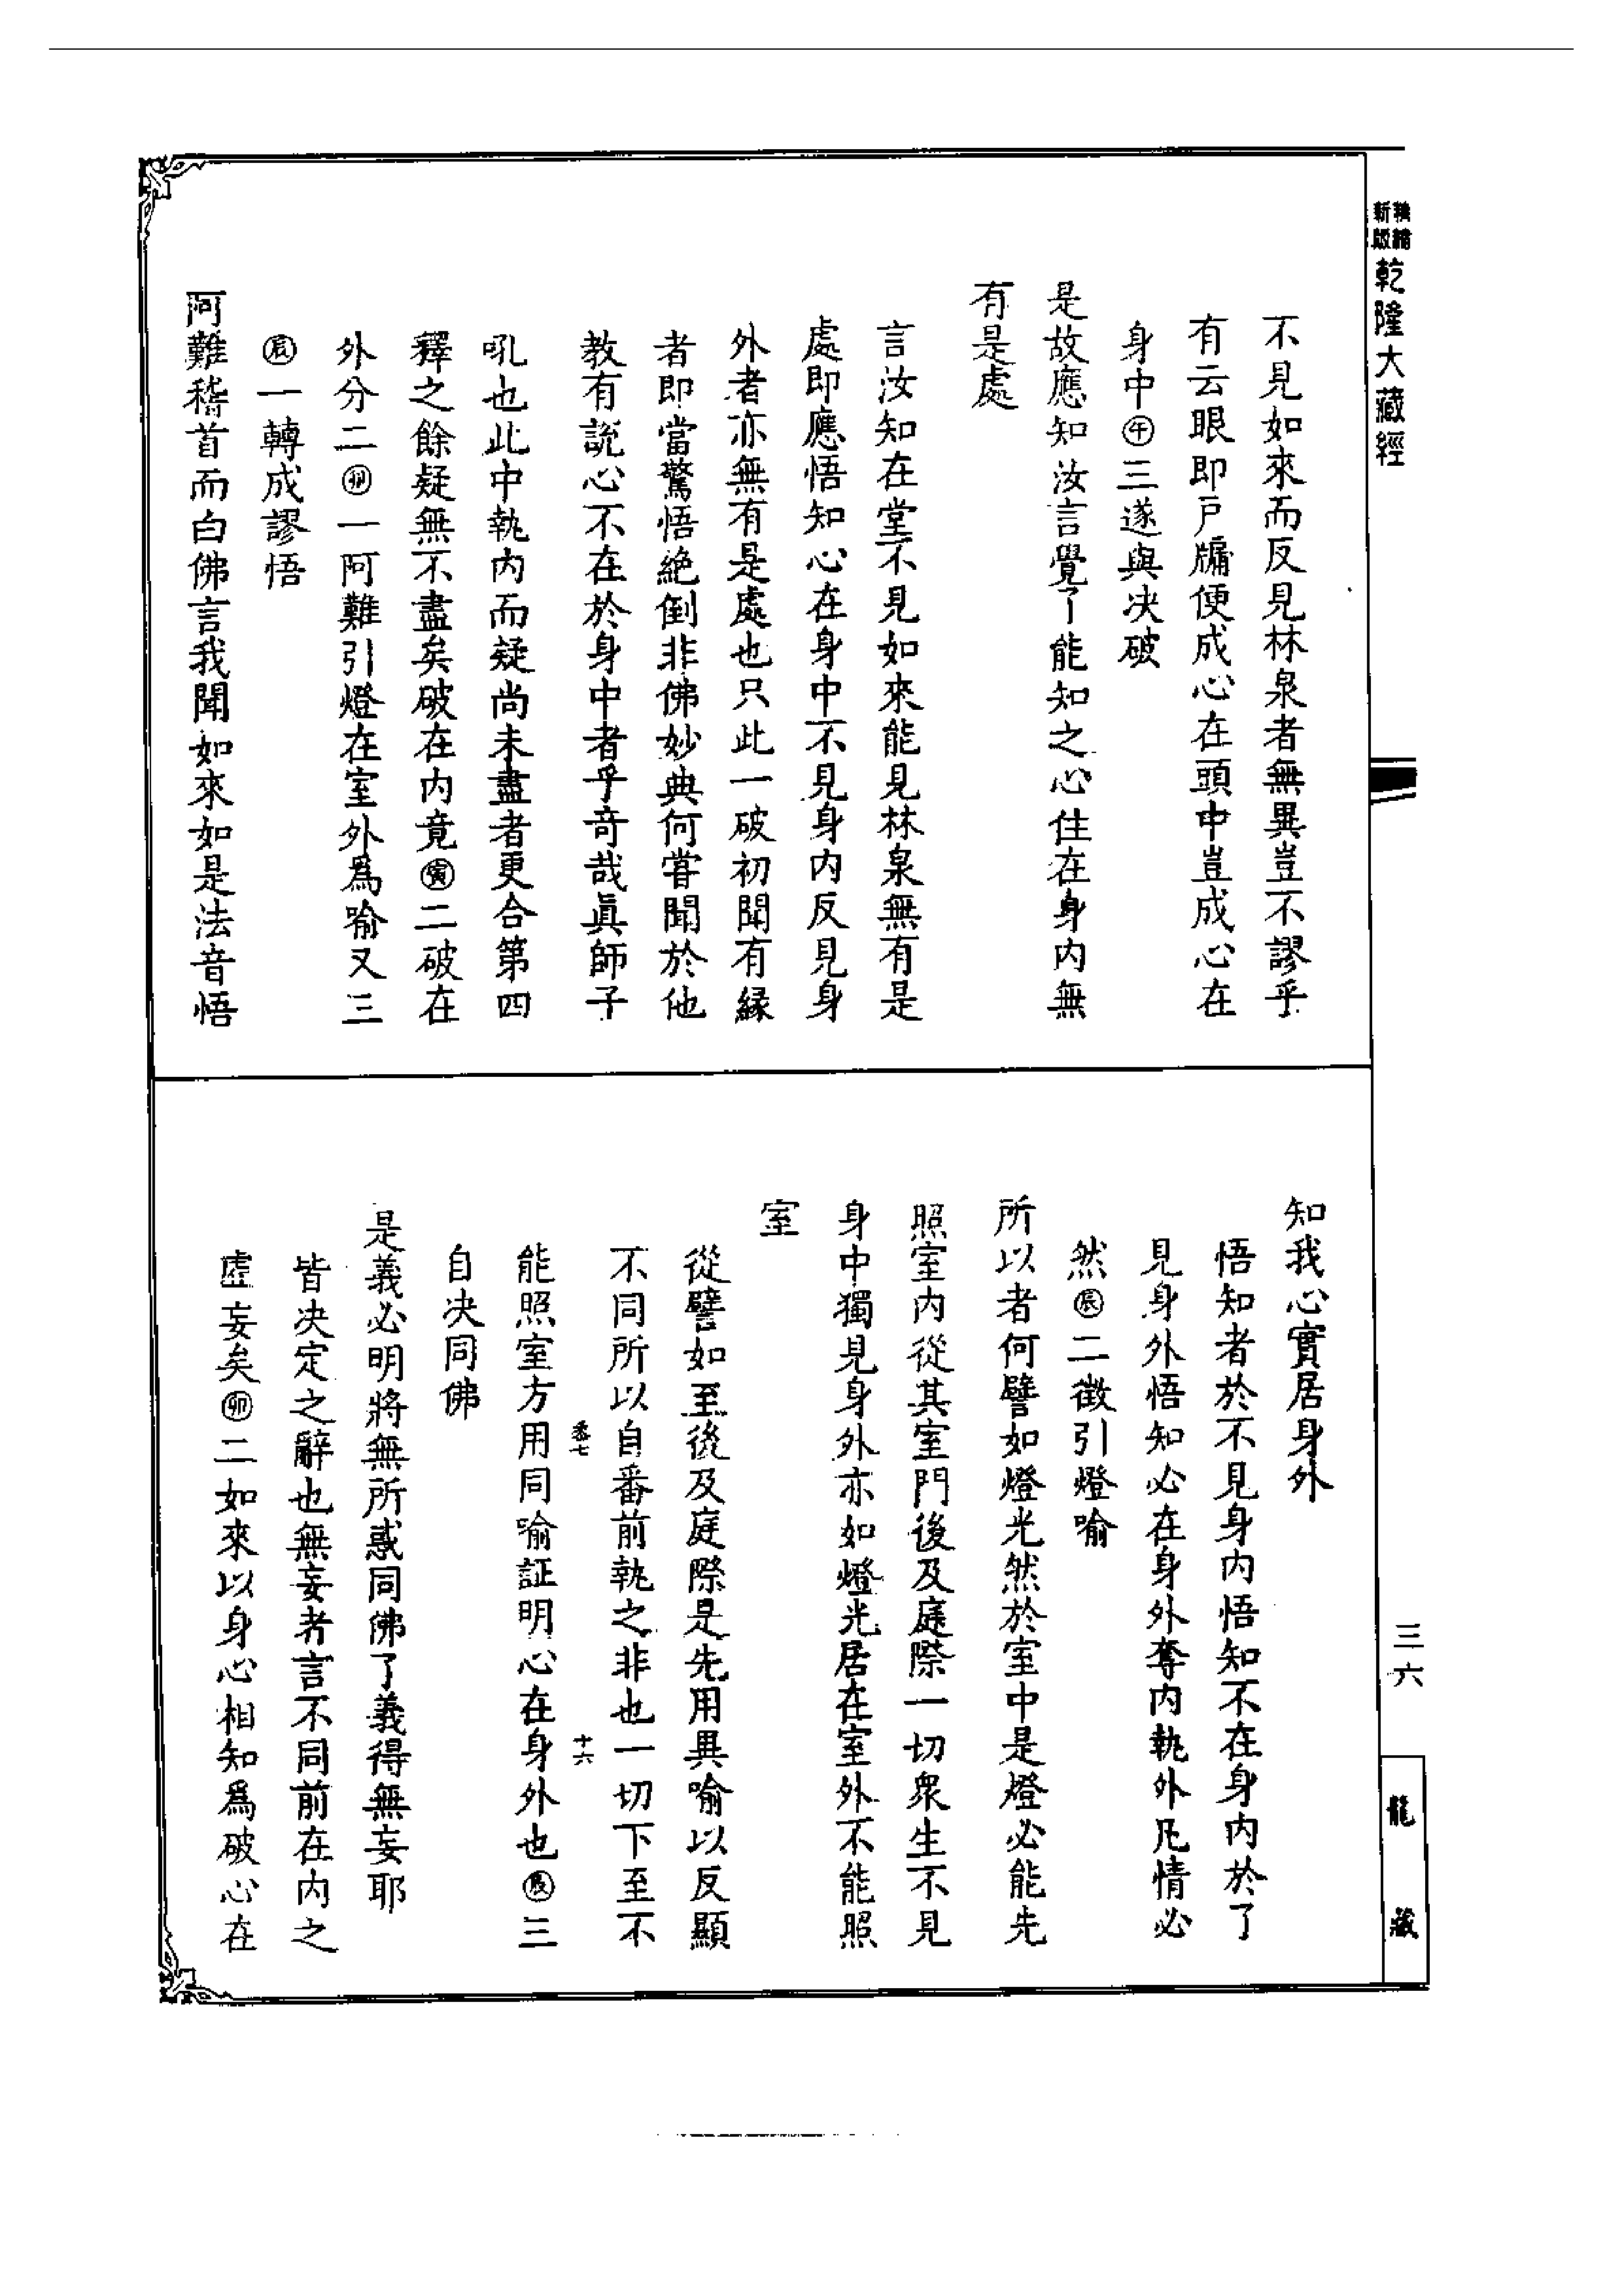 精縮
新版
乾隆大藏經
不見如來而反見林泉者無異豈不謬乎
有云眼即戶牖便成心在頭中豈成心在
身中㊌三遂與决破
是故應知汝言覺了能知之心住在身內無
有是處
言汝知在堂不見如來能見林泉無有是
處即應悟知心在身中不見身內反見身
外者亦無有是處也只此一破初聞有緣
者即當驚悟絕倒非佛妙典何甞聞於他
教有說心不在於身中者乎奇哉眞師子
吼也此中執內而疑尚未盡者更合第四
釋之餘疑無不盡矣破在內竟寅二破在
外分二卯一阿難引燈在室外爲喻又三
辰一轉成謬悟
阿難稽首而白佛言我聞如來如是法音悟
知我心實居身外
悟知者於不見身內悟知不在身內於了
見身外悟知必在身外奪內執外凡情必
然辰二徵引燈喻
所以者何譬如燈光然於室中是燈必能先
照室內從其室門後及庭際一切衆生不見
身中獨見身外亦如燈光居在室外不能照
室
從譬如至後及庭際是先用異喻以反顯
不同所以自番前執之非也一切下至不
柰七 十六
能照室方用同喻証明心在身外也辰三
自决同佛
是義必明將無所惑同佛了義得無妄耶
皆决定之辭也無妄者言不同前在內之
虛妄矣卯二如來以身心相知爲破心在
三六
龍藏